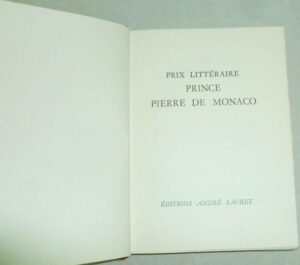 PRIX LITTÉRAIRE
PRINCE
PIERRE DE MONACO
ÉDITIONS ANDRÉ SAURET